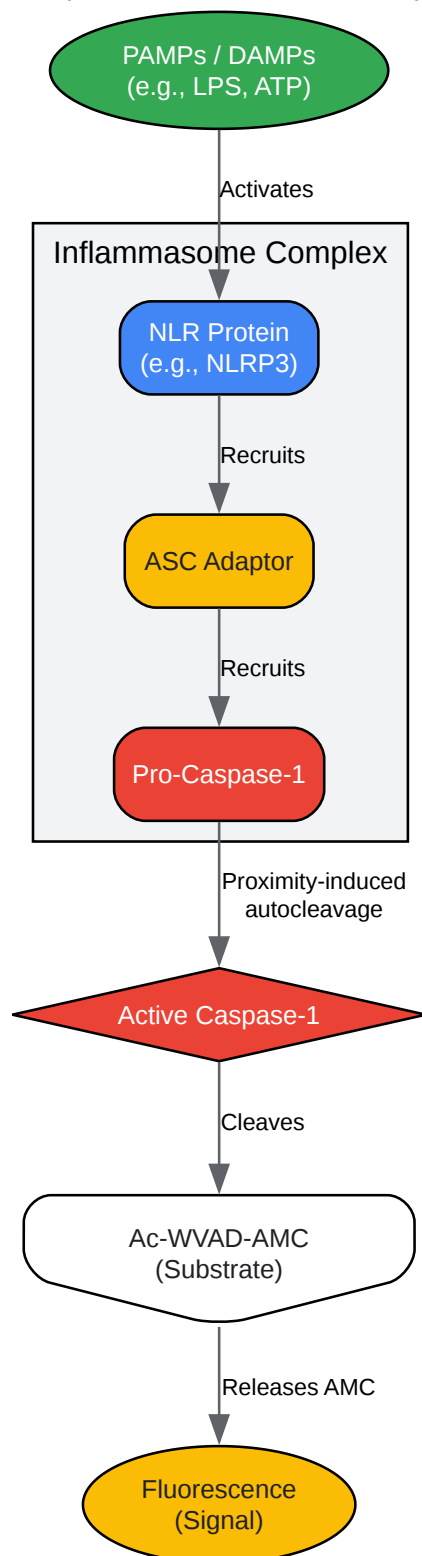 PAMPs / DAMPs
(e.g., LPS, ATP)
Activates
Inflammasome Complex
NLR Protein
(e.g., NLRP3)
Recruits
ASC Adaptor
Recruits
Pro-Caspase-1
Proximity-induced
autocleavage
Active Caspase-1
Cleaves
Ac-WVAD-AMC
(Substrate)
Releases AMC
Fluorescence
(Signal)